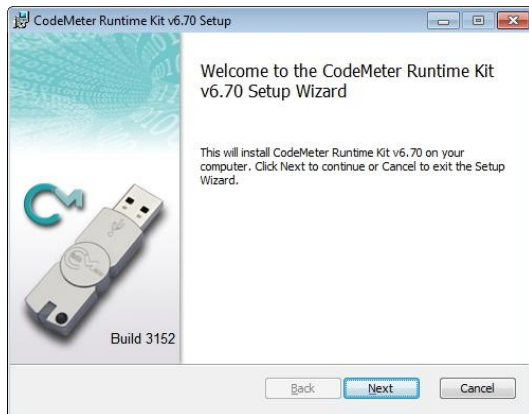 CodeMeter Runtime Kit v6.70 Setup
Welcome to the CodeMeter Runtime Kit
v6.70 Setup Wizard
This will install CodeMeter Runtime Kit v6.70 on your
computer. Click Next to continue or Cancel to exit the Setup
Wizard.
Build 3152
Back
Next
Cancel